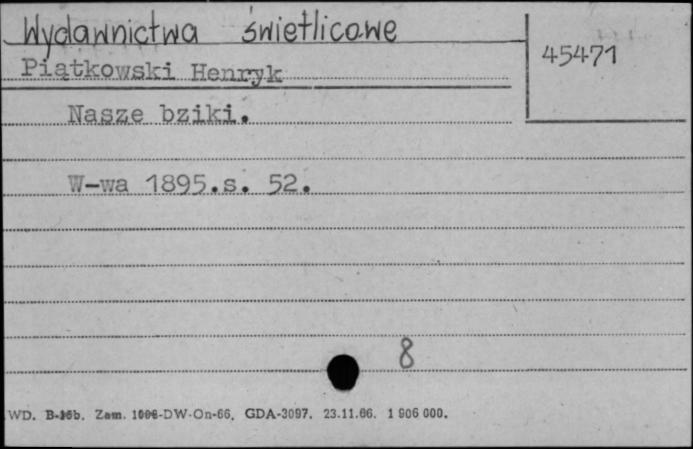 Wydawnictwa świetlicowe
45471
Piątkowski Henryk
Nasze bziki.
W-wa 1895.s. 52.
8
WD. B-16b. Zam. -DW-On-66. GDA-3097. 23.11.66. 1 906 000.